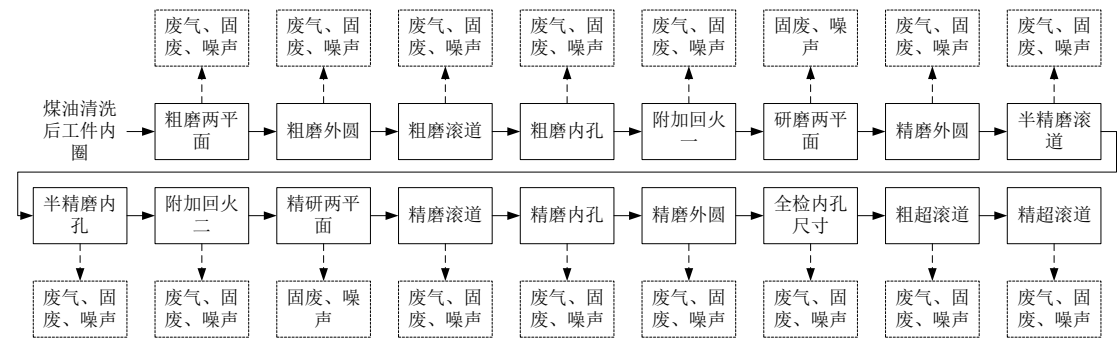 废气、固
废、噪声
废气、固
废、噪声
废气、固
废、噪声
废气、固
废、噪声
废气、固
废、噪声
固废、噪
声
废气、固
废、噪声
废气、固
废、噪声
煤油清洗
后工件内
圈
粗磨两平
面
粗磨外圆
粗磨滚道
粗磨内孔
附加回火
一
研磨两平
面
精磨外圆
半精磨滚
道
半精磨内
孔
附加回火
二
精研两平
面
精磨滚道
精磨内孔
精磨外圆
全检内孔
尺寸
粗超滚道
精超滚道
废气、固
废、噪声
废气、固
废、噪声
固废、噪
声
废气、固
废、噪声
废气、固
废、噪声
废气、固
废、噪声
废气、固
废、噪声
废气、固
废、噪声
废气、固
废、噪声